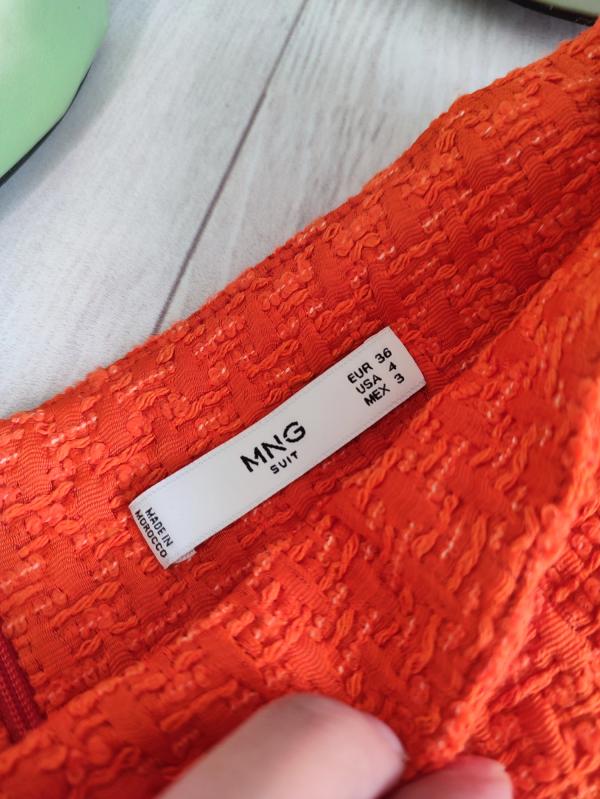 MADE IN
MOROCCO
MNG
SUIT
EUR 36
USA 4
MEX 3